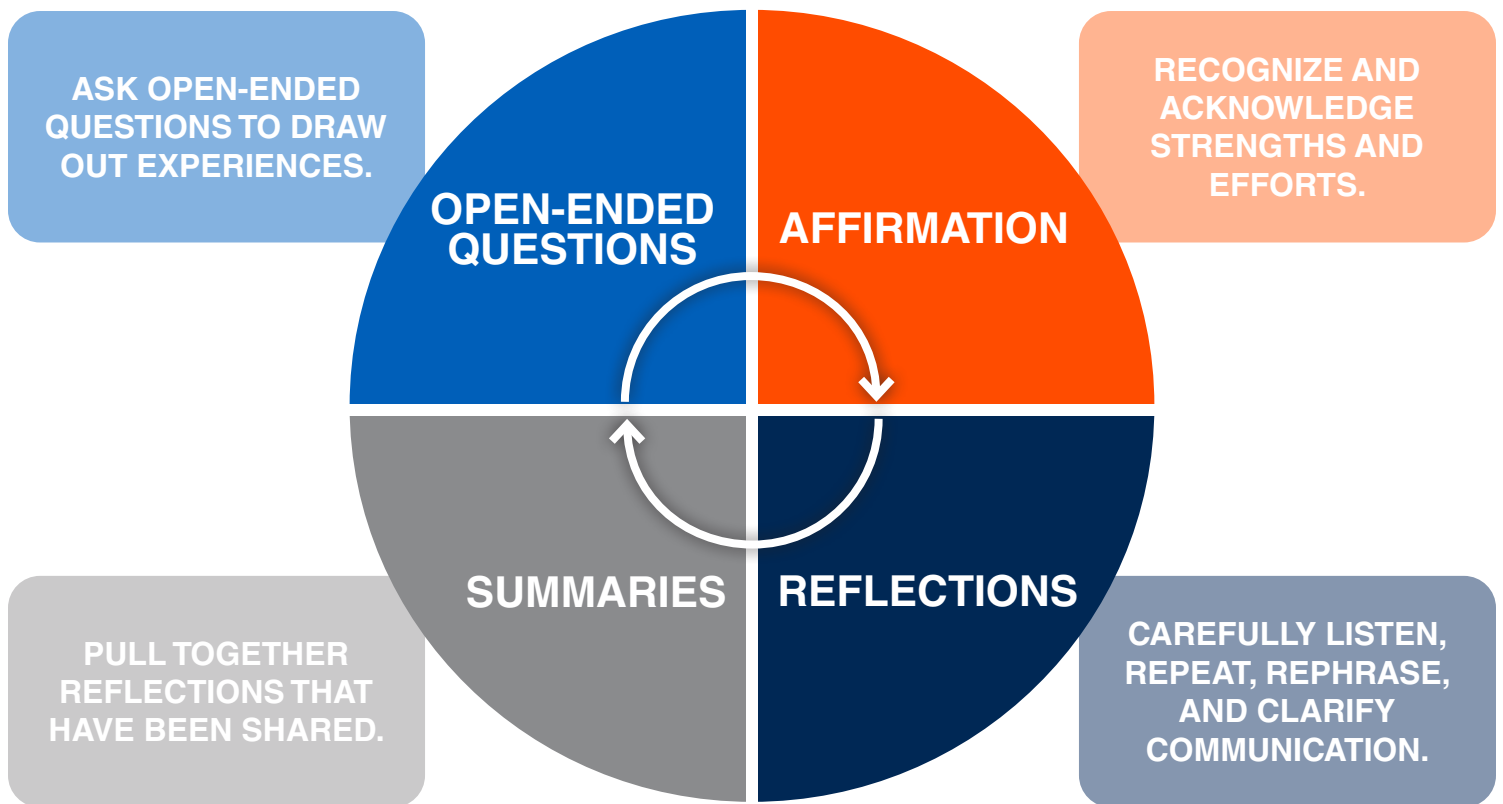 ASK OPEN-ENDED
QUESTIONS TO DRAW
OUT EXPERIENCES.
OPEN-ENDED
QUESTIONS
AFFIRMATION
RECOGNIZE AND
ACKNOWLEDGE
STRENGTHS AND
EFFORTS.
PULL TOGETHER
REFLECTIONS THAT
HAVE BEEN SHARED.
SUMMARIES
REFLECTIONS
CAREFULLY LISTEN,
REPEAT, REPHRASE,
AND CLARIFY
COMMUNICATION.